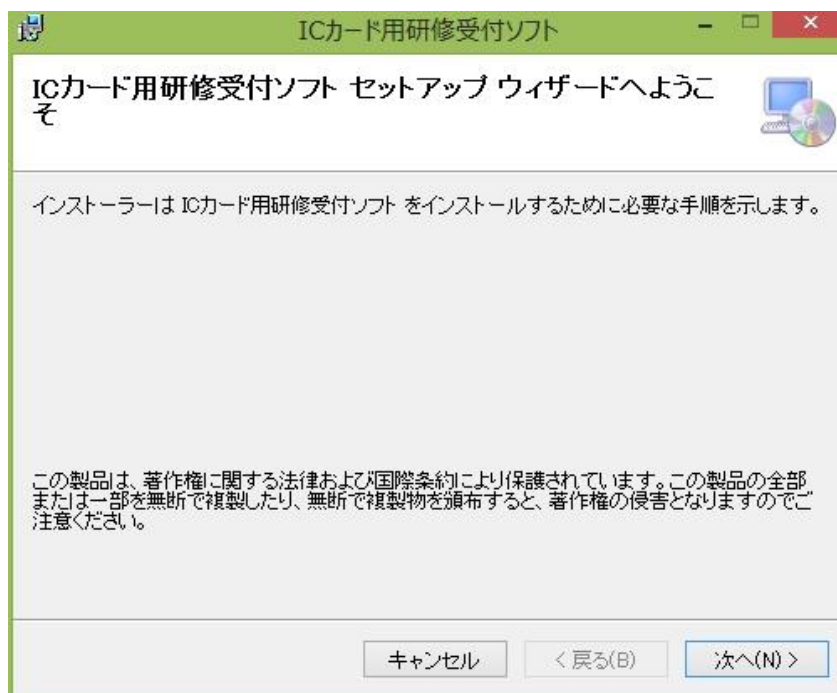 ICカード用研修受付ソフト
ICカード用研修受付ソフト セットアップ ウィザードへようこ
そ
インストーラーは ICカード用研修受付ソフト をインストールするために必要な手順を示します。
この製品は、著作権に関する法律および国際条約により保護されています。この製品の全部
または一部を無断で複製したり、無断で複製物を頒布すると、著作権の侵害となりますのでご
注意ください。
キャンセル
< 戻る(B)
次へ(N) >